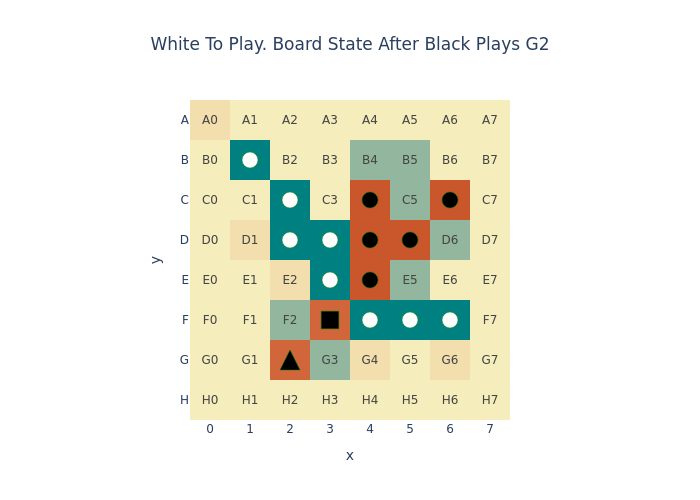 White To Play. Board State After Black Plays G2
A A0 A1 A2 A3 A4 A5 A6 A7
B B0 B2 B3 B4 B5 B6 B7
C C0 C1 C3 C5 C7
D D0 D1 D6 D7
y
E E0 E1 E2 E5 E6 E7
F F0 F1 F2 F7
G G0 G1 G3 G4 G5 G6 G7
H H0 H1 H2 H3 H4 H5 H6 H7
0 1 2 3 4 5 6 7
x